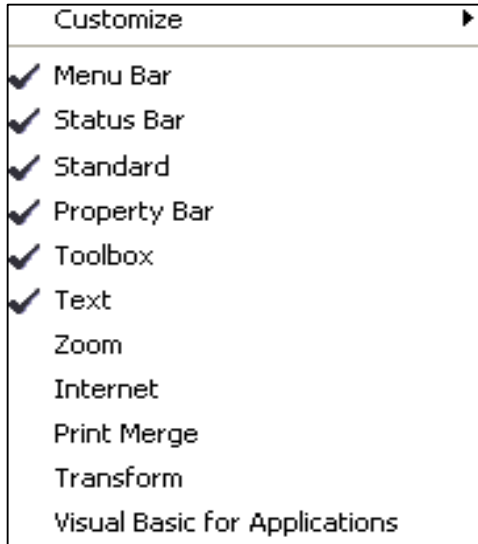 Customize
Menu Bar
Status Bar
Standard
Property Bar
Toolbox
Text
Zoom
Internet
Print Merge
Transform
Visual Basic for Applications